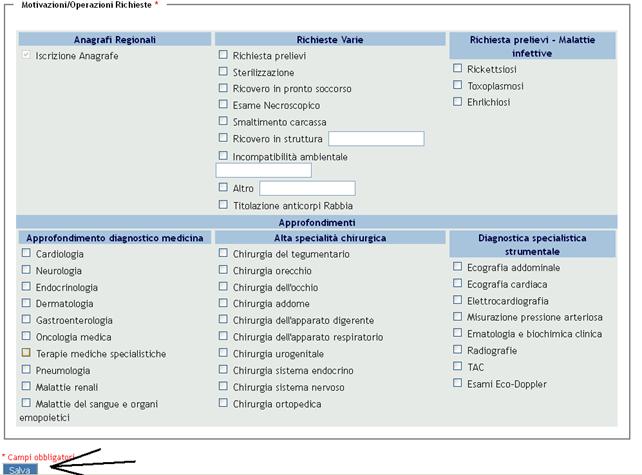 Motivazioni/Operazioni Richieste *
Anagrafi Regionali
Iscrizione Anagrafe
Richieste Varie
Richiesta prelievi
Sterilizzazione
Ricovero in pronto soccorso
Esame Necroscopico
Smaltimento carcassa
Ricovero in struttura
Incompatibilità ambientale
Altro
Titolazione anticorpi Rabbia
Richiesta prelievi - Malattie
infettive
Rickettsiosi
Toxoplasmosi
Ehrlichiosi
Approfondimenti
Approfondimento diagnostico medicina
Cardiologia
Neurologia
Endocrinologia
Dermatologia
Gastroenterologia
Oncologia medica
Terapie mediche specialistiche
Pneumologia
Malattie renali
Malattie del sangue e organi
emopoietici
Alta specialità chirurgica
Chirurgia del tegumentario
Chirurgia orecchio
Chirurgia dell'occhio
Chirurgia addome
Chirurgia dell'apparato digerente
Chirurgia dell'apparato respiratorio
Chirurgia urogenitale
Chirurgia sistema endocrino
Chirurgia sistema nervoso
Chirurgia ortopedica
Diagnostica specialistica
strumentale
Ecografia addominale
Ecografia cardiaca
Elettrocardiografia
Misurazione pressione arteriosa
Ematologia e biochimica clinica
Radiografie
TAC
Esami Eco-Doppler
* Campi obbligatori
Salva